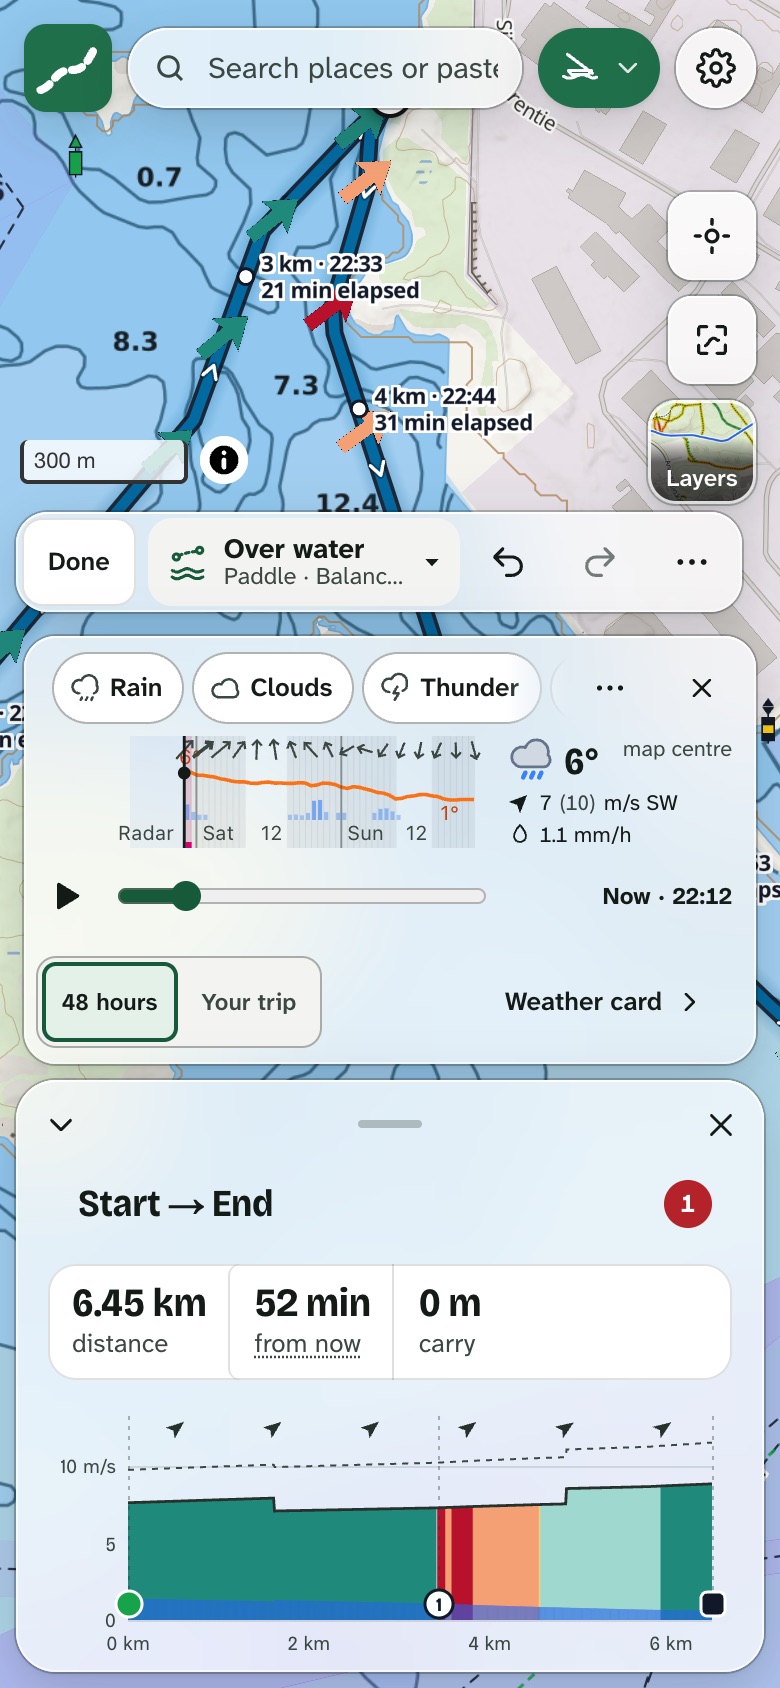 Search places or paste
rentie
0.7
3 km · 22:33
21 min elapsed
8.3
7.3
4 km · 22:44
31 min elapsed
300 m
Layers
12.4
Done
Over water
Paddle · Balanc...
Rain
Clouds
Thunder
map centre
6°
7 (10) m/s SW
1.1 mm/h
1°
Radar
Sat
12
Sun
12
Now · 22:12
48 hours
Your trip
Weather card
Start → End
1
6.45 km
distance
52 min
from now
0 m
carry
10 m/s
5
0
1
0 km
2 km
4 km
6 km